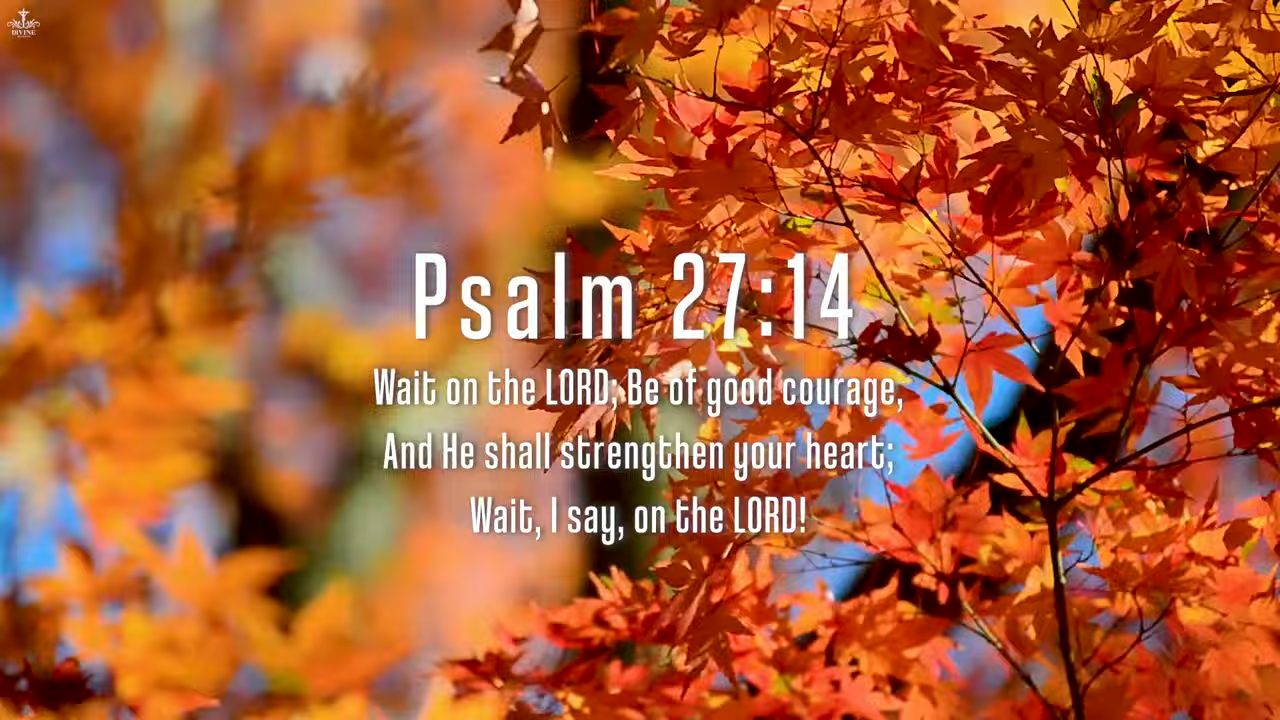 DIVINE
Psalm 27:14
Wait on the LORD; Be of good courage,
And He shall strengthen your heart;
Wait, I say, on the LORD!